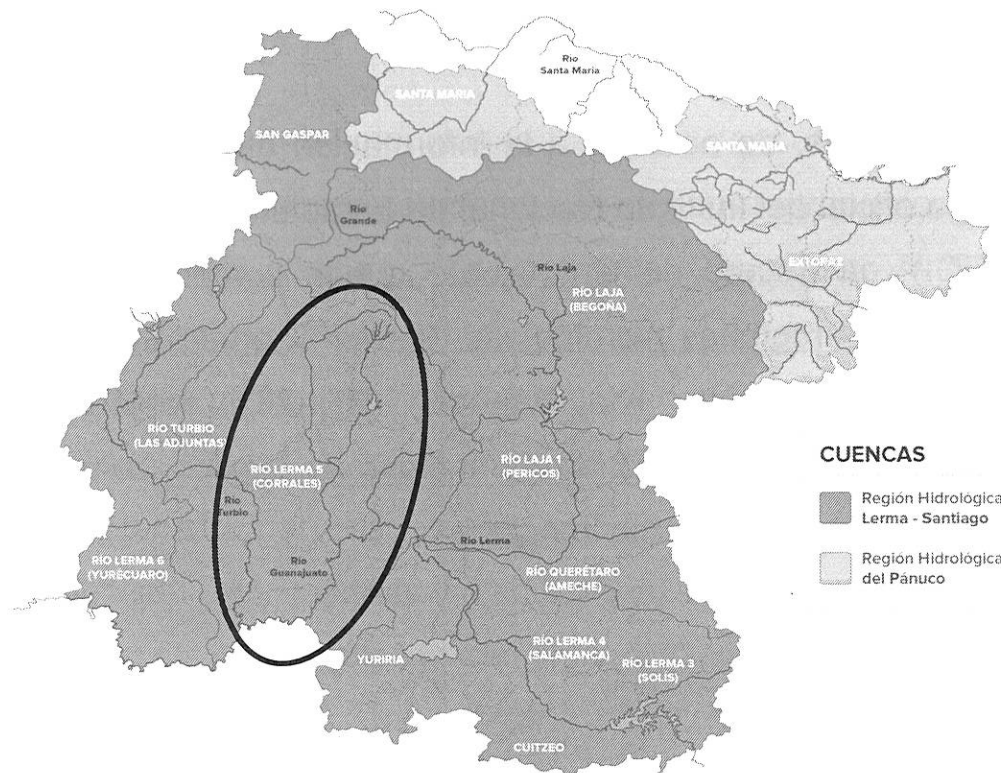 Río
Santa María
SANTA MARIA
SAN GASPAR
SANTA MARIA
Río
Grande
Río Laja
EXTOPAZ
RÍO LAJA
(BEGOÑA)
RÍO TURBIO
(LAS ADJUNTAS)
RÍO LERMA 5
(CORRALES)
RÍO LAJA 1
(PERICOS)
CUENCAS
Región Hidrológica
Lerma - Santiago
Región Hidrológica
del Pánuco
Río
Turbio
Río Lerma
RÍO LERMA 6
(YURÉCUARO)
Río
Guanajuato
RÍO QUERÉTARO
(AMECHE)
YURIRIA
RÍO LERMA 4
(SALAMANCA)
RÍO LERMA 3
(SOLÍS)
CUITZEO